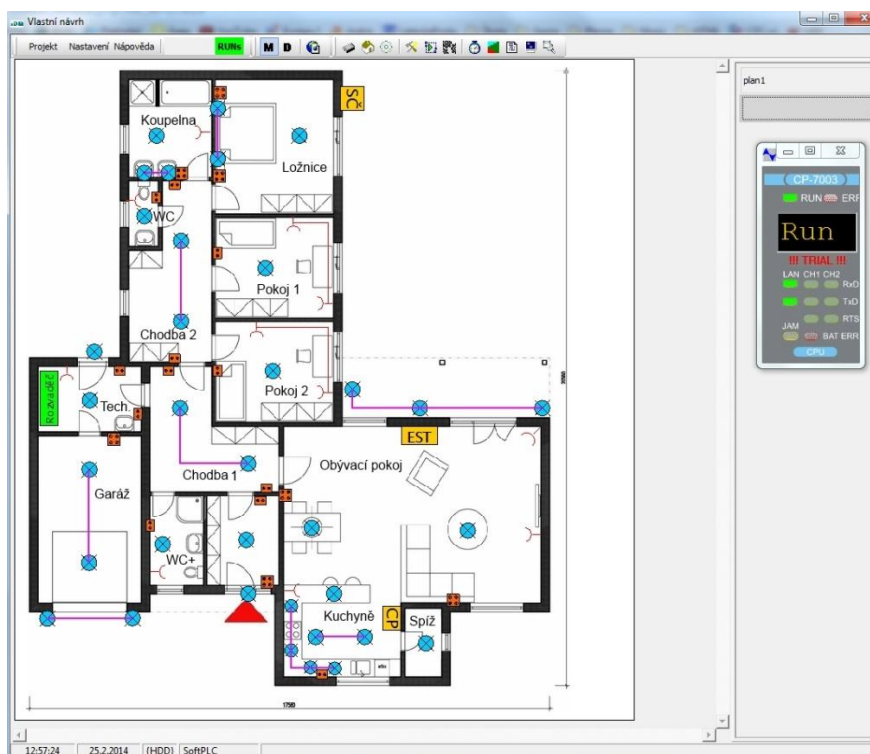 Vlastní návrh
Projekt Nastavení Nápověda
RUNs
M D
plan1
SČ
Koupelna
Ložnice
WC
Pokoj 1
Chodba 2
Pokoj 2
Rozvaděč
Tech.
EST
Obývací pokoj
Chodba 1
Garáž
WC+
Kuchyně
CP
Spíž
CP-7003
RUN ERR
Run
!!! TRIAL !!!
LAN CH1 CH2
RxD
TxD
RTS
JAM
BAT ERR
CPU
12:57:24 25.2.2014 (HDD) SoftPLC